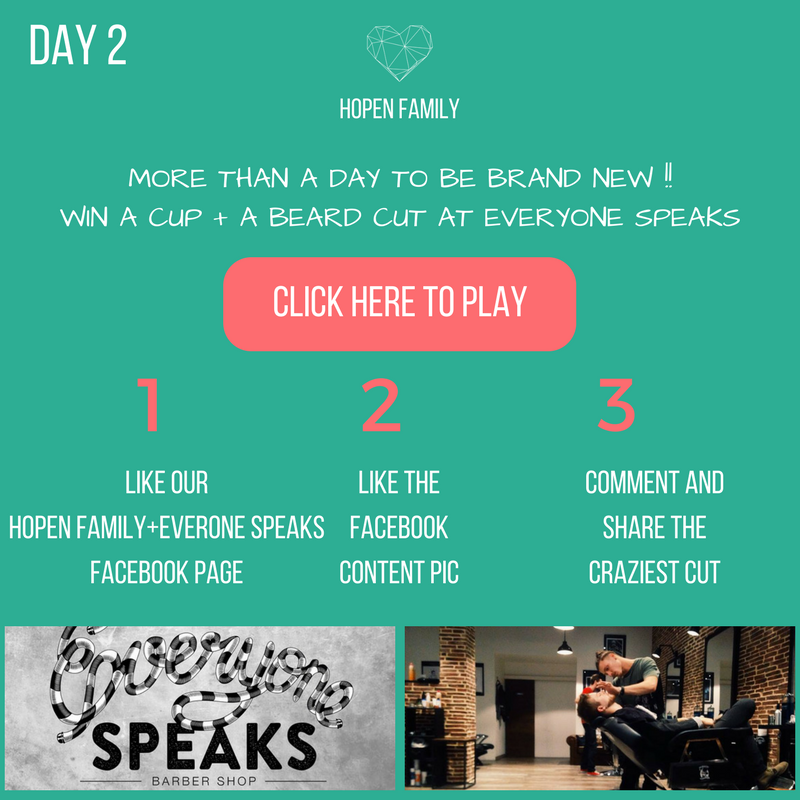 DAY 2
HOPEN FAMILY
MORE THAN A DAY TO BE BRAND NEW !!
WIN A CUP + A BEARD CUT AT EVERYONE SPEAKS
CLICK HERE TO PLAY
1
LIKE OUR
HOPEN FAMILY+EVERONE SPEAKS
FACEBOOK PAGE
2
LIKE THE
FACEBOOK
CONTENT PIC
3
COMMENT AND
SHARE THE
CRAZIEST CUT
Everyone
SPEAKS
BARBER SHOP